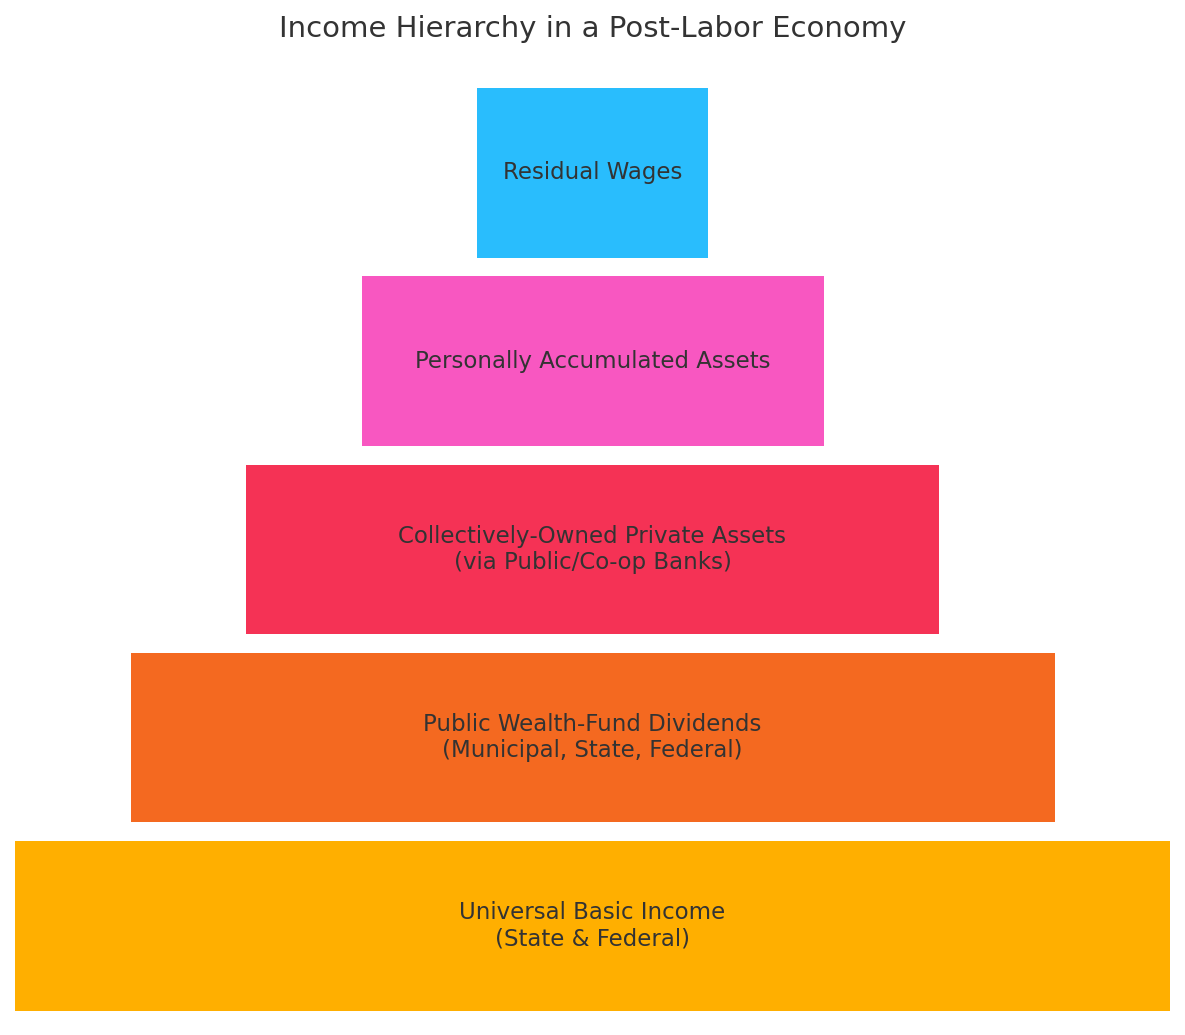 Income Hierarchy in a Post-Labor Economy
Residual Wages
Personally Accumulated Assets
Collectively-Owned Private Assets
(via Public/Co-op Banks)
Public Wealth-Fund Dividends
(Municipal, State, Federal)
Universal Basic Income
(State & Federal)